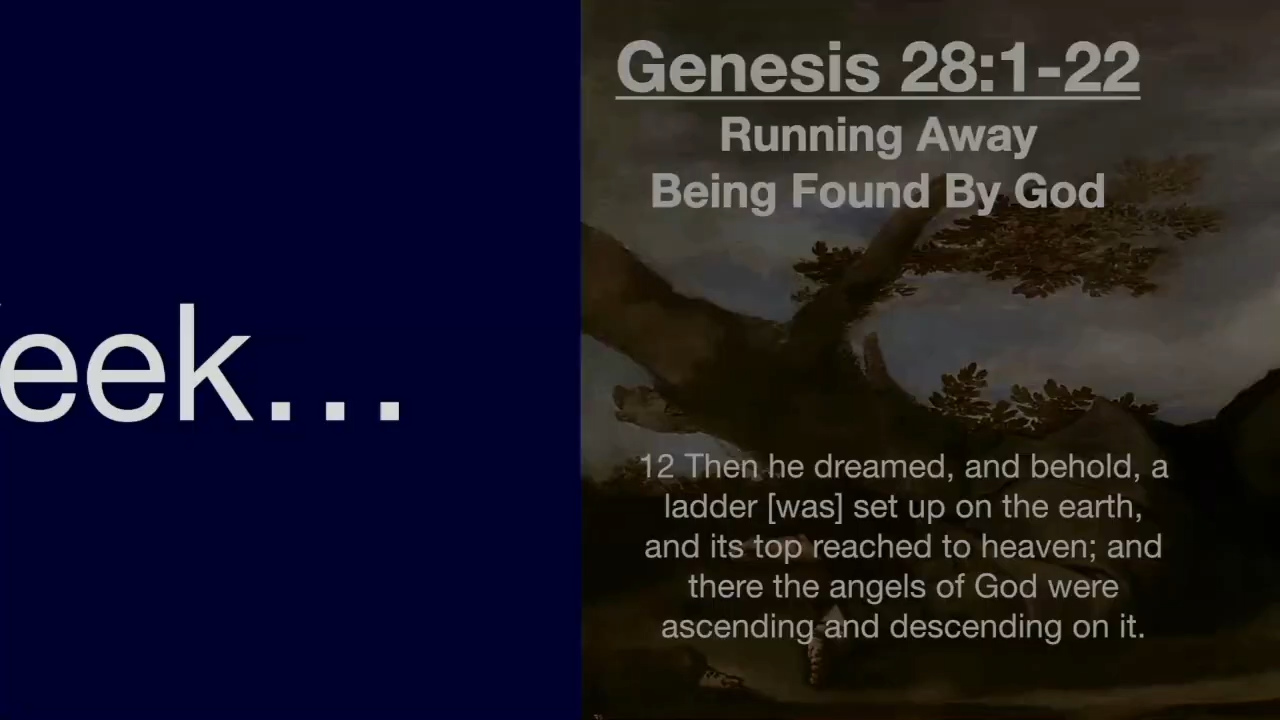 eek...
Genesis 28:1-22
Running Away
Being Found By God
12 Then he dreamed, and behold, a
ladder [was] set up on the earth,
and its top reached to heaven; and
there the angels of God were
ascending and descending on it.